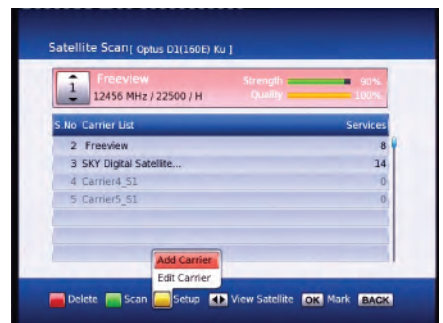 Satellite Scan[ Optus D1(160E) Ku ]
1 Freeview Strength 90%
12456 MHz / 22500 / H Quality 100%
S.No Carrier List Services
2 Freeview 8
3 SKY Digital Satellite... 14
4 Carrier4_S1 0
5 Carrier5_S1 0
Add Carrier
Edit Carrier
Delete Scan Setup View Satellite OK Mark BACK